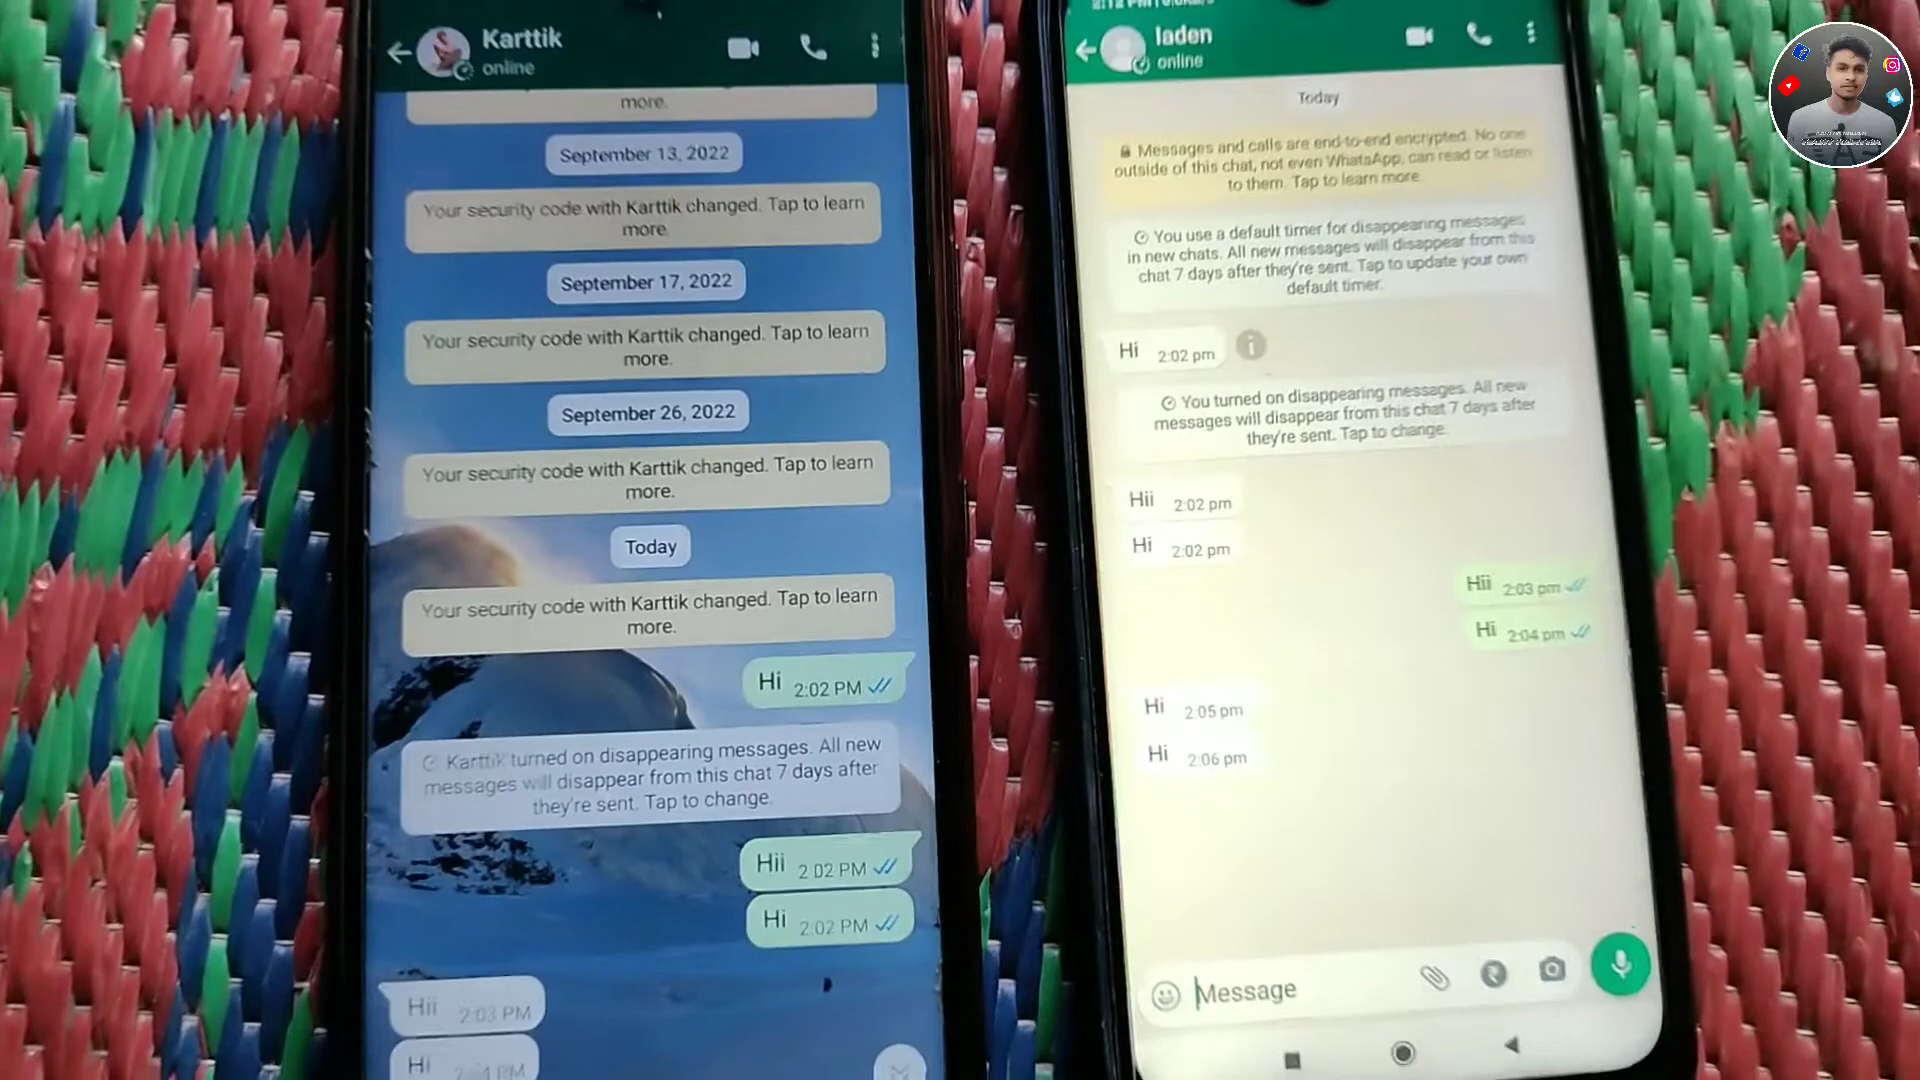 Karttik
online
more.
September 13, 2022
Your security code with Karttik changed. Tap to learn
more.
September 17, 2022
Your security code with Karttik changed. Tap to learn
more.
September 26, 2022
Your security code with Karttik changed. Tap to learn
more.
Today
Your security code with Karttik changed. Tap to learn
more.
Hi 2:02 PM
Karttik turned on disappearing messages. All new
messages will disappear from this chat 7 days after
they're sent. Tap to change.
Hii 2:02 PM
Hi 2:02 PM
Hii 2:03 PM
Hi
laden
online
Today
Messages and calls are end-to-end encrypted. No one
outside of this chat, not even WhatsApp, can read or listen
to them. Tap to learn more.
You use a default timer for disappearing messages
in new chats. All new messages will disappear from this
chat 7 days after they're sent. Tap to update your own
default timer.
Hi 2:02 pm
You turned on disappearing messages. All new
messages will disappear from this chat 7 days after
they're sent. Tap to change.
Hii 2:02 pm
Hi 2:02 pm
Hii 2:03 pm
Hi 2:04 pm
Hi 2:05 pm
Hi 2:06 pm
Message